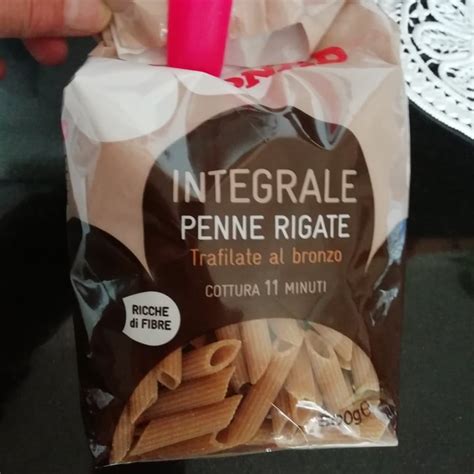 INTEGRALE
PENNE RIGATE
Trafilate al bronzo
COTTURA 11 MINUTI
RICCHE
di FIBRE